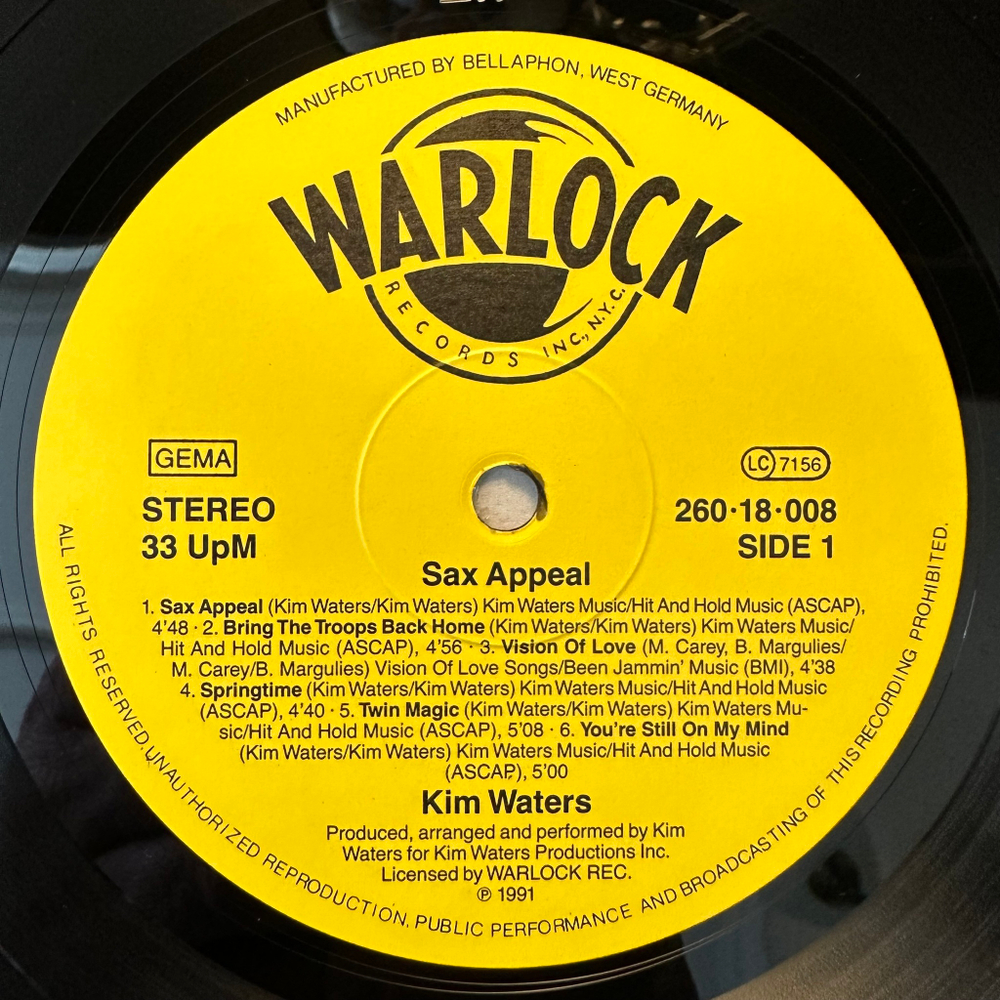 MANUFACTURED BY BELLAPHON, WEST GERMANY
WARLOCK
RECORDS INC., N.Y.C.
GEMA
LC 7156
STEREO
260·18·008
33 UpM
SIDE 1
Sax Appeal
1. Sax Appeal (Kim Waters/Kim Waters) Kim Waters Music/Hit And Hold Music (ASCAP),
4'48 · 2. Bring The Troops Back Home (Kim Waters/Kim Waters) Kim Waters Music/
Hit And Hold Music (ASCAP), 4'56 · 3. Vision Of Love (M. Carey, B. Margulies/
M. Carey/B. Margulies) Vision Of Love Songs/Been Jammin' Music (BMI), 4'38
4. Springtime (Kim Waters/Kim Waters) Kim Waters Music/Hit And Hold Music
(ASCAP), 4'40 · 5. Twin Magic (Kim Waters/Kim Waters) Kim Waters Mu-
sic/Hit And Hold Music (ASCAP), 5'08 · 6. You're Still On My Mind
(Kim Waters/Kim Waters) Kim Waters Music/Hit And Hold Music
(ASCAP), 5'00
Kim Waters
Produced, arranged and performed by Kim
Waters for Kim Waters Productions Inc.
Licensed by WARLOCK REC.
℗ 1991
ALL RIGHTS RESERVED. UNAUTHORIZED REPRODUCTION, PUBLIC PERFORMANCE AND BROADCASTING OF THIS RECORDING PROHIBITED.